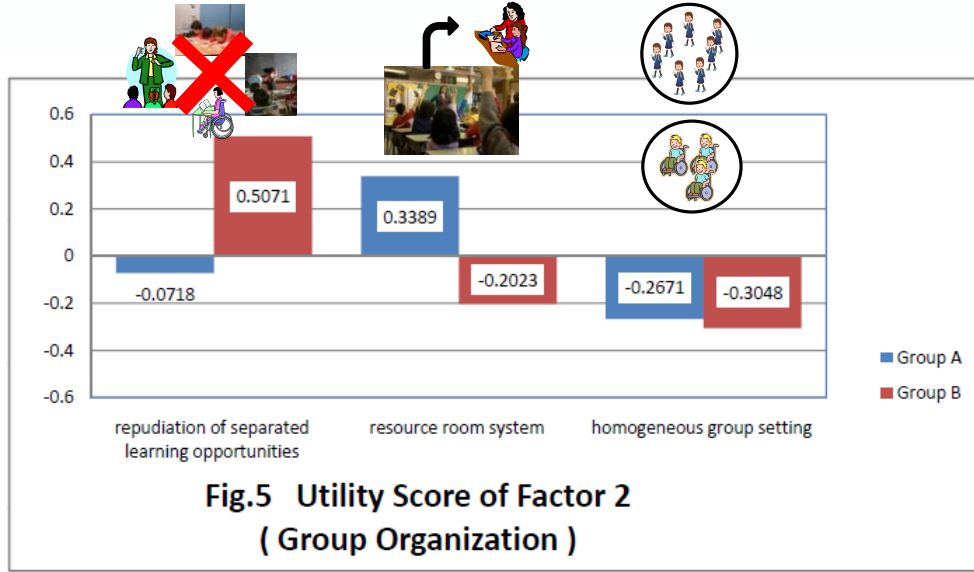 0.6
0.4
0.2
0
-0.2
-0.4
-0.6
-0.0718
0.5071
0.3389
-0.2023
-0.2671
-0.3048
repudiation of separated
learning opportunities
resource room system
homogeneous group setting
Group A
Group B
Fig.5 Utility Score of Factor 2
( Group Organization )